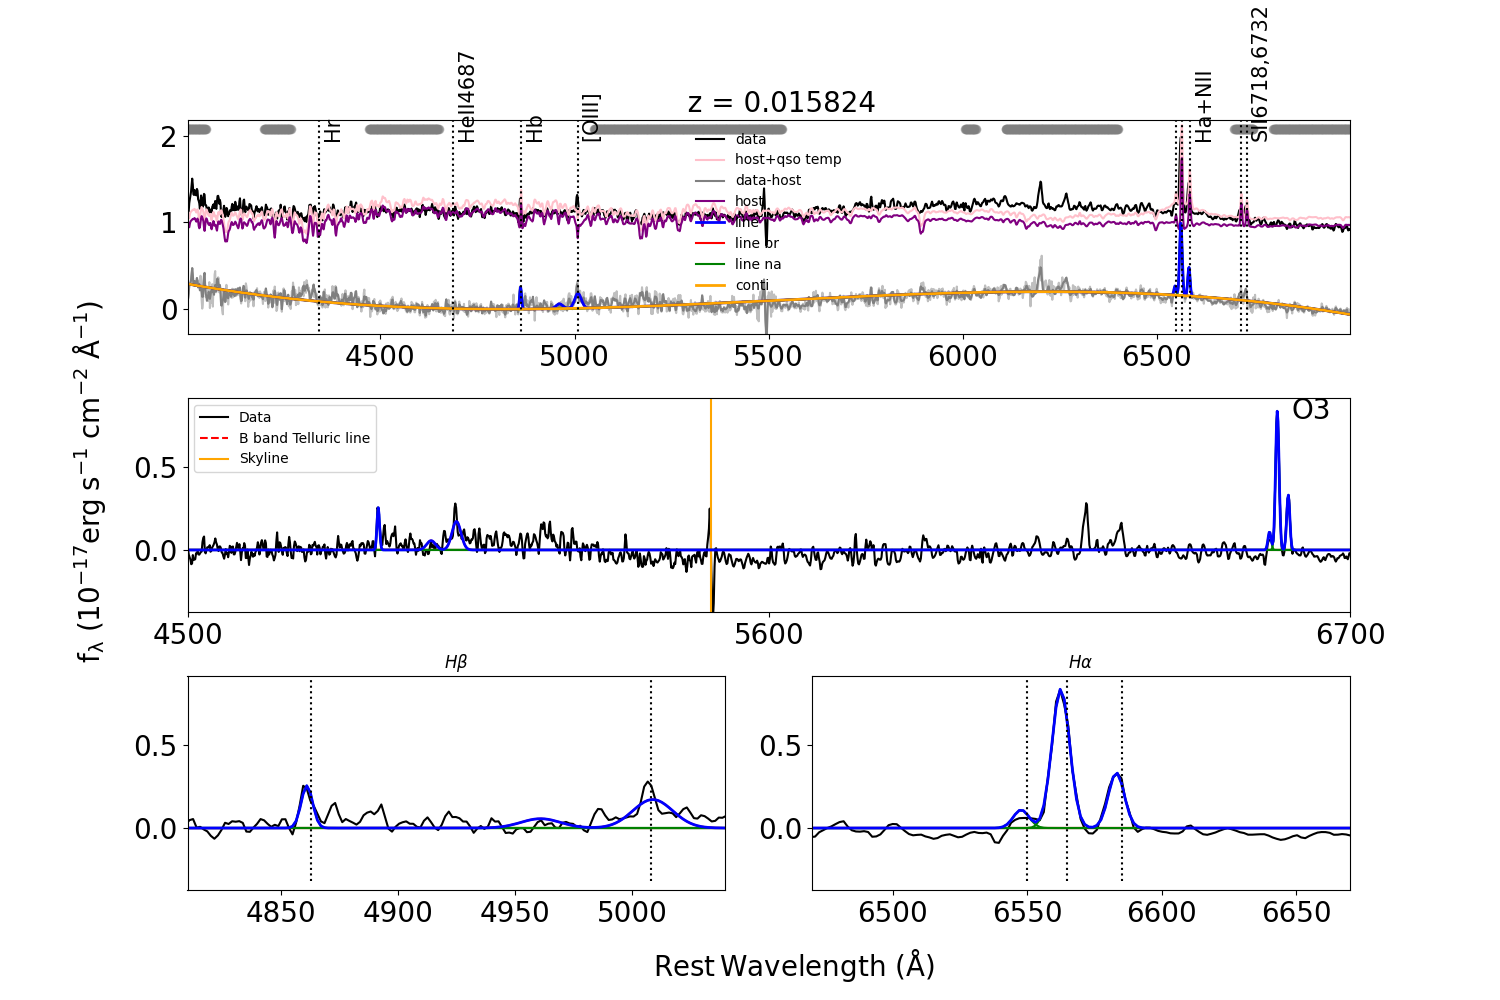 z = 0.015824
Hr
HeII4687
Hb
[OIII]
Ha+NII
SII6718,6732
data
host+qso temp
data-host
host
line
line br
line na
conti
2
1
0
4500 5000 5500 6000 6500
fλ (10−17erg s−1 cm−2 Å−1)
Data
B band Telluric line
Skyline
O3
0.5
0.0
4500 5600 6700
Hβ
0.5
0.0
4850 4900 4950 5000
Hα
0.5
0.0
6500 6550 6600 6650
Rest Wavelength (Å)